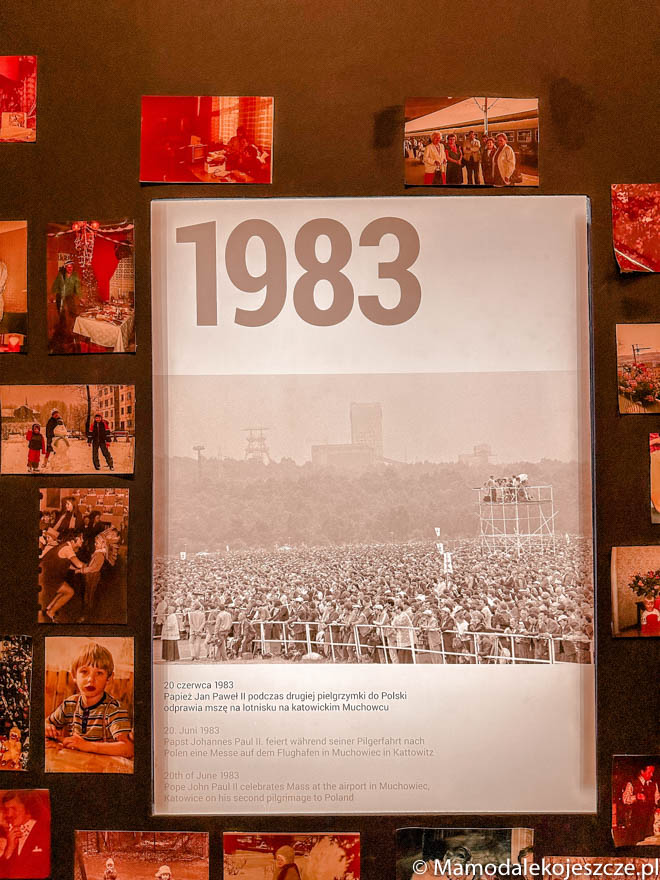 1983
20 czerwca 1983
Papież Jan Paweł II podczas drugiej pielgrzymki do Polski
odprawia mszę na lotnisku na katowickim Muchowcu
20. Juni 1983
Papst Johannes Paul II. feiert während seiner Pilgerfahrt nach
Polen eine Messe auf dem Flughafen in Muchowiec in Kattowitz
20th of June 1983
Pope John Paul II celebrates Mass at the airport in Muchowiec,
Katowice on his second pilgrimage to Poland
© Mamodalekojeszcze.pl